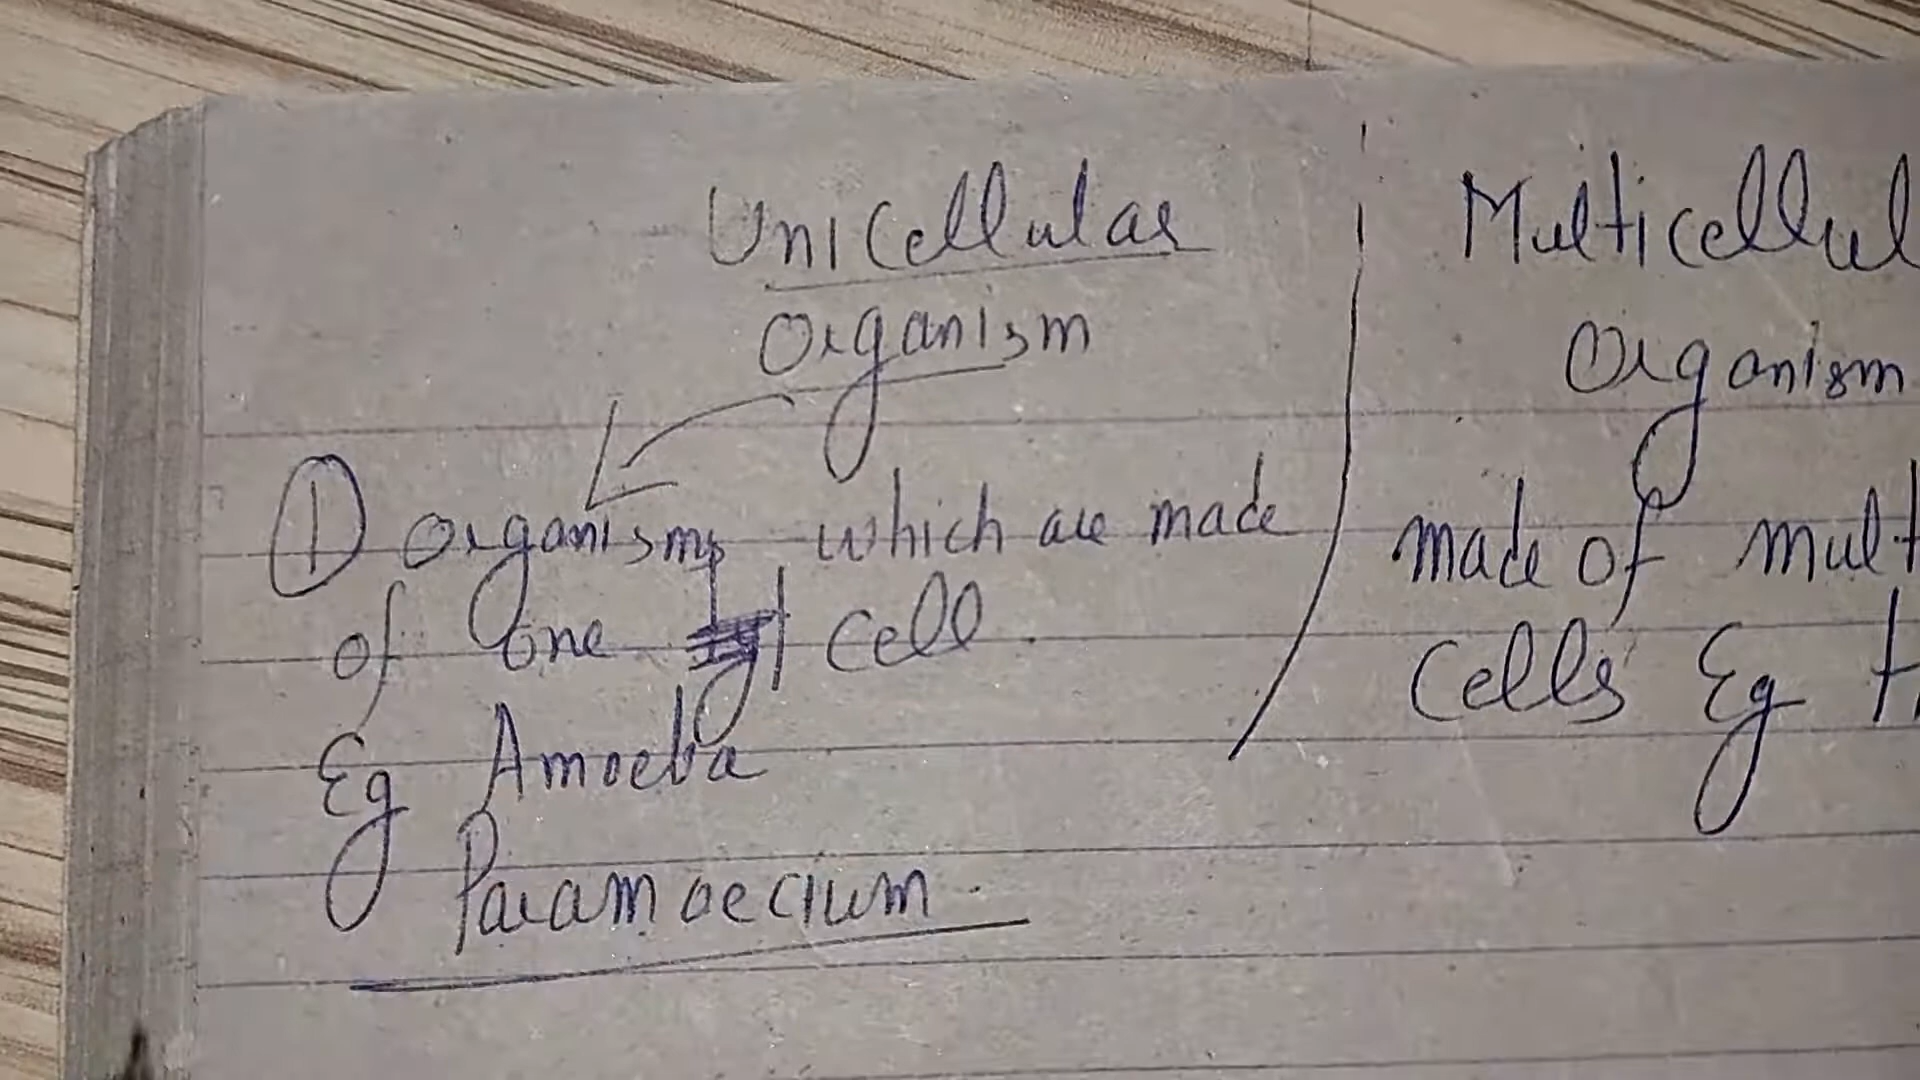 Unicellular
Organism
① Organisms which are made
of one cell.
Eg Amoeba
Paramoecium.
Multicellul
Organism
made of mult
cells Eg